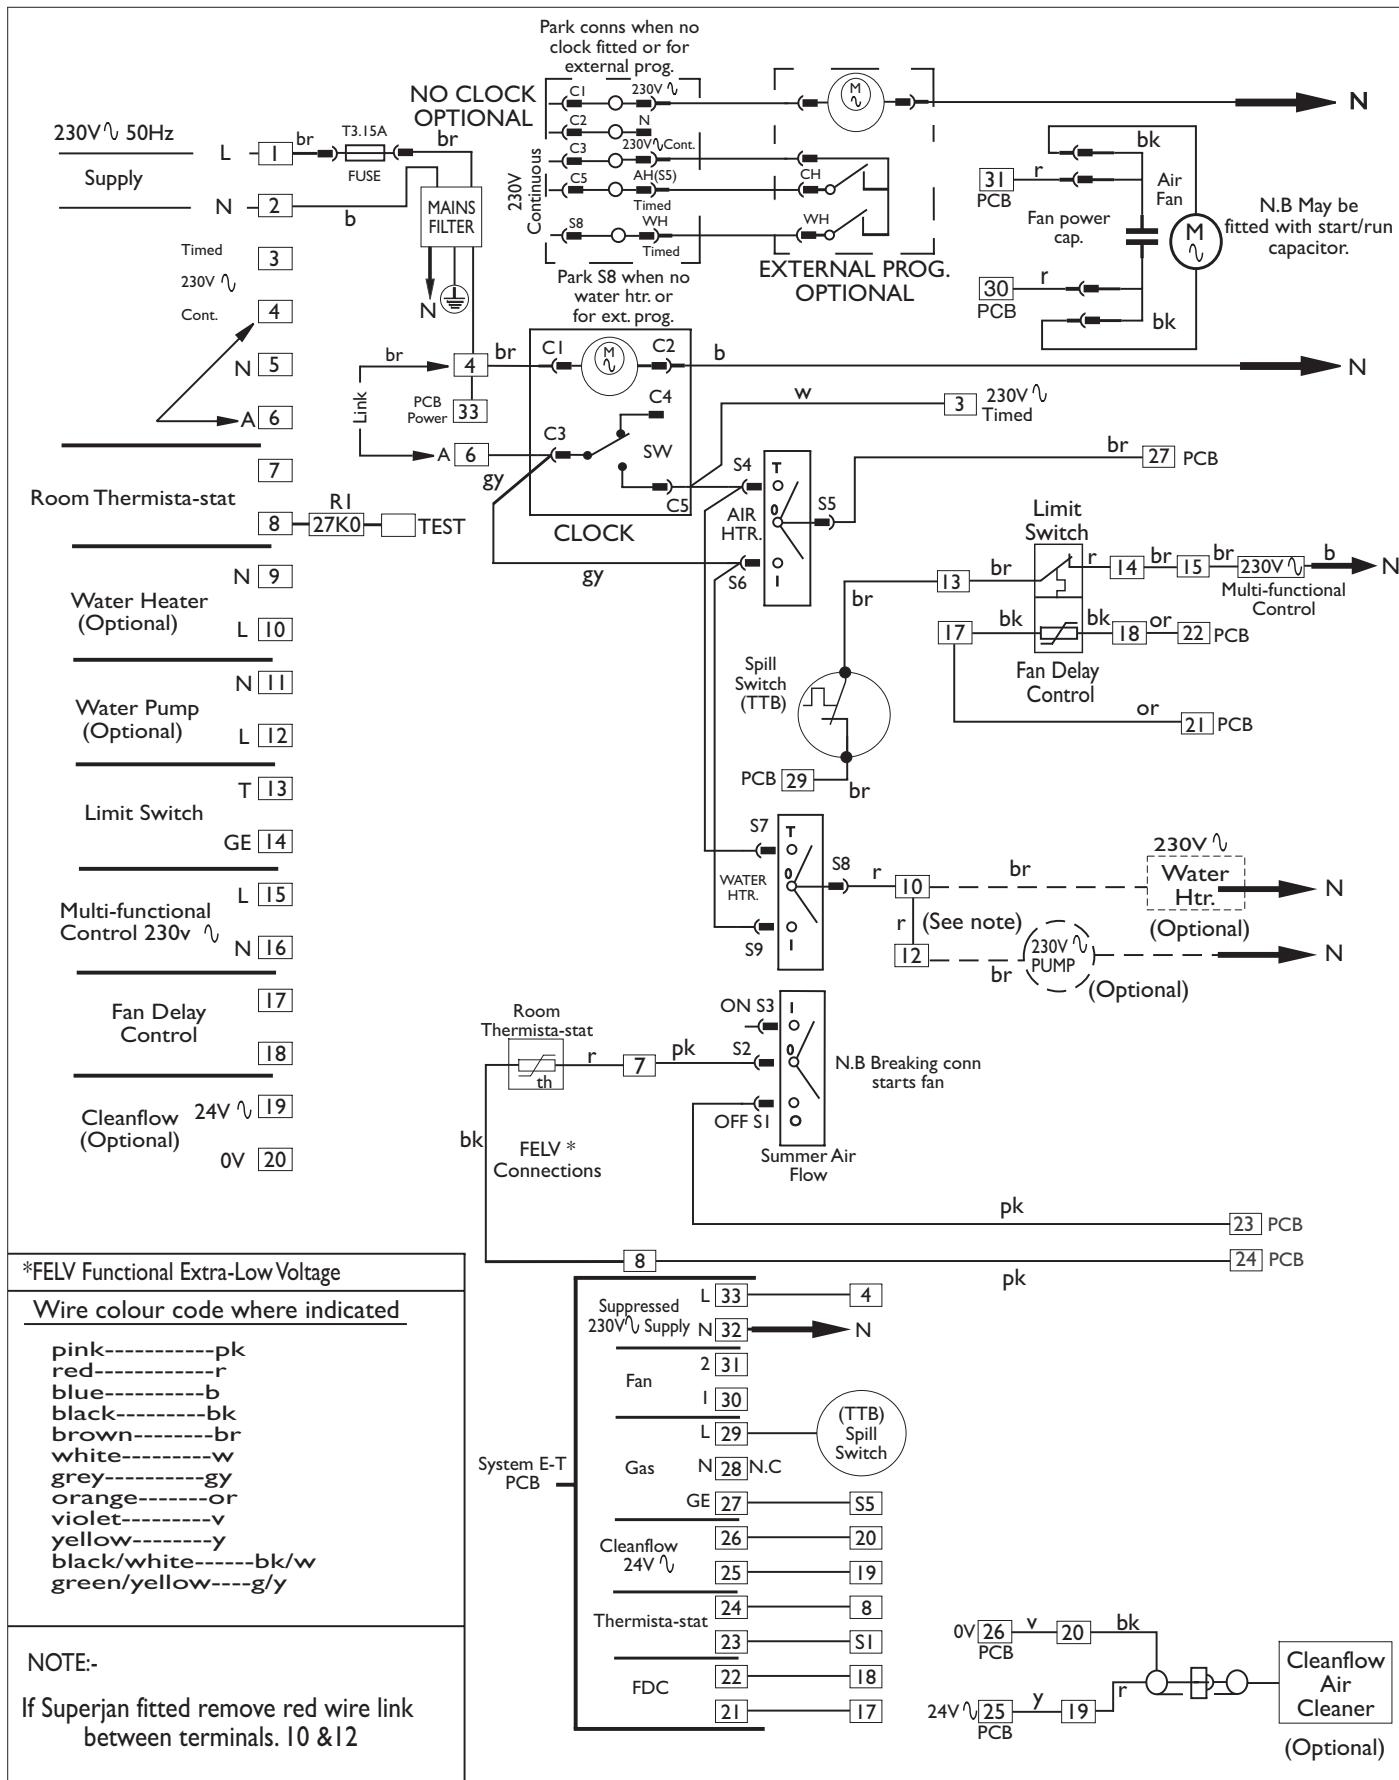 Park conns when no
clock fitted or for
external prog.
NO CLOCK
OPTIONAL
230V
Continuous
C1 230V
C2 N
C3 230V Cont.
C5 AH(S5)
Timed
S8 WH
Timed
Park S8 when no
water htr. or
for ext. prog.
M
CH
WH
EXTERNAL PROG.
OPTIONAL
N
230V 50Hz
Supply
L 1 br T3.15A br
FUSE
N 2 b
MAINS
FILTER
N
Timed
230V
Cont.
3
4
N 5
A 6
Room Thermista-stat
7
8 R1 27K0 TEST
Water Heater
(Optional)
N 9
L 10
Water Pump
(Optional)
N 11
L 12
Limit Switch
T 13
GE 14
Multi-functional
Control 230v
L 15
N 16
Fan Delay
Control
17
18
Cleanflow
(Optional)
24V 19
0V 20
31 r bk
PCB
Air
Fan
Fan power
cap.
M
30 r bk
PCB
N.B May be
fitted with start/run
capacitor.
Link
br 4 br
PCB
Power 33
A 6
gy
C1 M C2 b N
C4
C3
SW
C5
CLOCK
w 3 230V
Timed
S4 T
AIR
HTR.
0 S5
S6 I
gy
br 27 PCB
Limit
Switch
13 br r 14 br 15 br 230V b N
Multi-functional
Control
br
17 bk bk 18 or 22 PCB
Fan Delay
Control
or 21 PCB
Spill
Switch
(TTB)
PCB 29 br
S7 T
WATER
HTR.
0 S8 r 10 br
S9 I
r (See note)
12 br
230V
Water
Htr.
(Optional)
N
230V
PUMP
(Optional)
N
Room
Thermista-stat
th
r 7 pk
ON S3 I
S2 0
OFF S1 O
N.B Breaking conn
starts fan
Summer Air
Flow
bk
FELV *
Connections
pk 23 PCB
8 pk 24 PCB
*FELV Functional Extra-Low Voltage
Wire colour code where indicated
pink-----------pk
red------------r
blue----------b
black---------bk
brown--------br
white---------w
grey---------gy
orange-------or
violet---------v
yellow--------y
black/white------bk/w
green/yellow----g/y
NOTE:-
If Superjan fitted remove red wire link
between terminals. 10 &12
System E-T
PCB
Suppressed
230V Supply
L 33 4
N 32 N
Fan
2 31
1 30
Gas
L 29
(TTB)
Spill
Switch
N 28 N.C
GE 27 S5
Cleanflow
24V
26 20
25 19
Thermista-stat
24 8
23 S1
FDC
22 18
21 17
0V 26 v 20 bk
PCB
24V 25 y 19 r
PCB
Cleanflow
Air
Cleaner
(Optional)